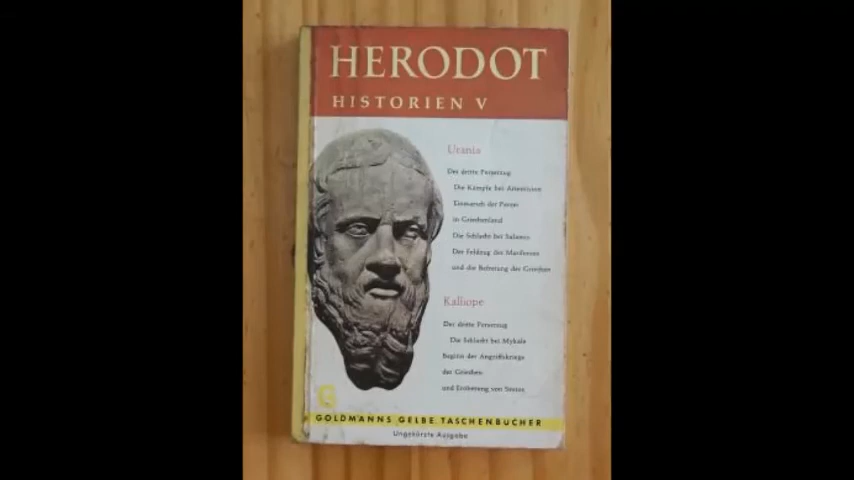 HERODOT
HISTORIEN V
Urania
Der dritte Perserzug
Die Kämpfe bei Artemision
Einmarsch der Perser
in Griechenland
Die Schlacht bei Salamis
Der Feldzug des Mardonios
und die Befreiung der Griechen
Kalliope
Der dritte Perserzug
Die Schlacht bei Mykale
Beginn der Angriffskriege
der Griechen
und Eroberung von Sestos
G
GOLDMANNS GELBE TASCHENBÜCHER
Ungekürzte Ausgabe